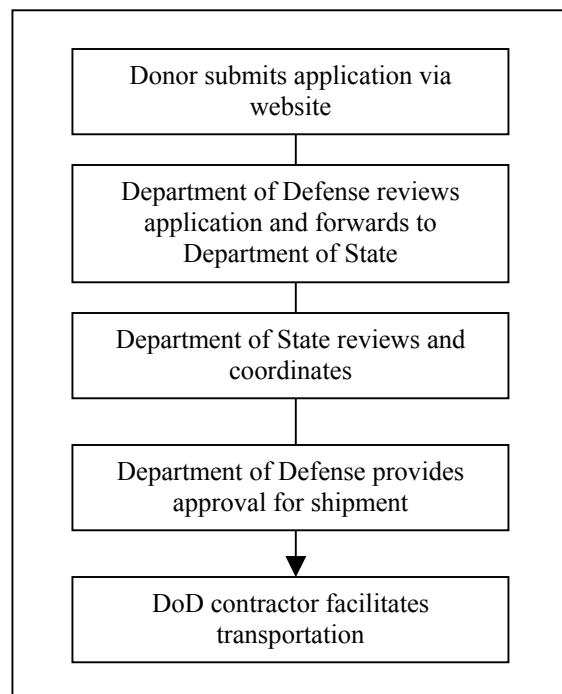 Donor submits application via
website
Department of Defense reviews
application and forwards to
Department of State
Department of State reviews and
coordinates
Department of Defense provides
approval for shipment
DoD contractor facilitates
transportation